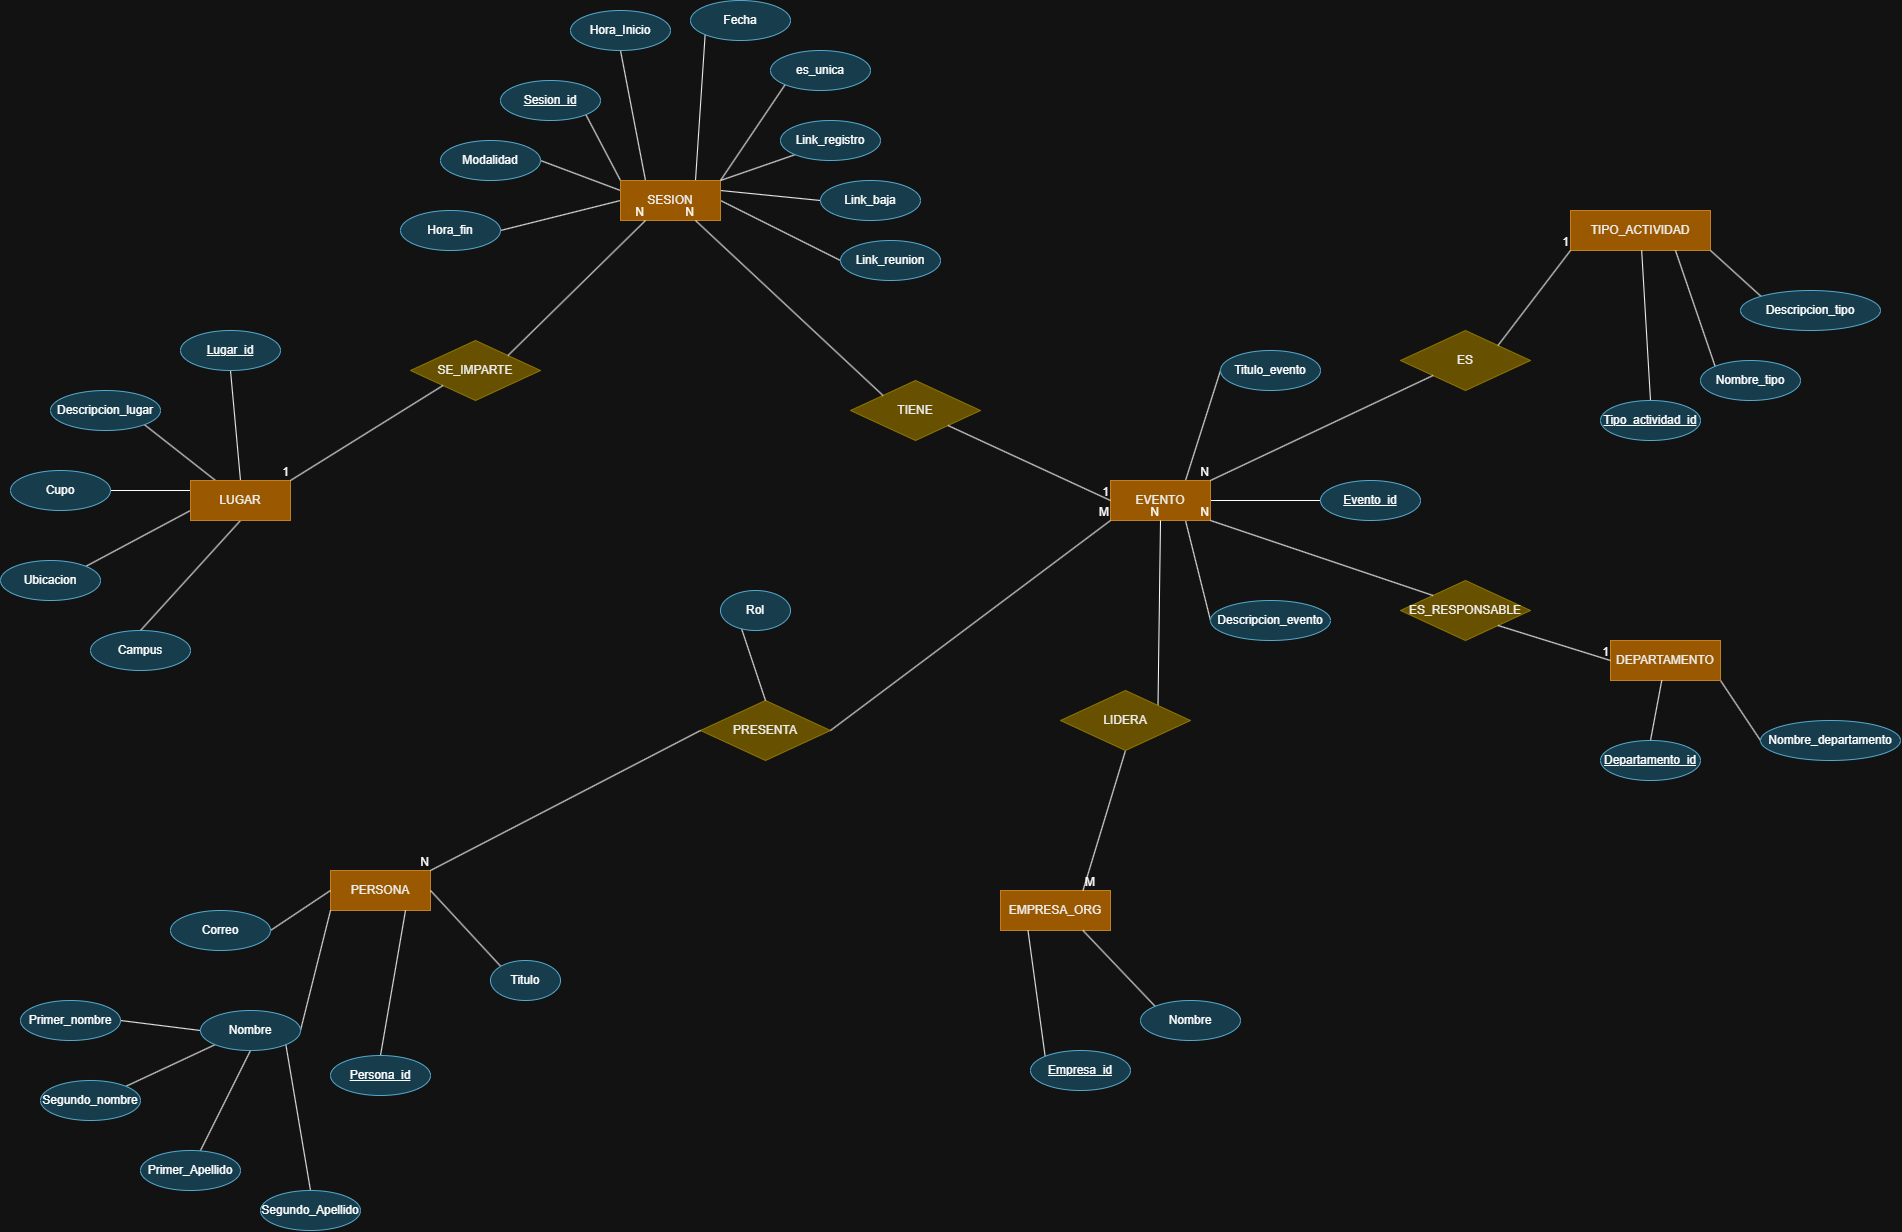 Fecha
Hora_Inicio
es_unica
Sesion_id
Link_registro
Modalidad
SESION
N
N
Link_baja
Hora_fin
Link_reunion
TIPO_ACTIVIDAD
1
Descripcion_tipo
Lugar_id
SE_IMPARTE
ES
Titulo_evento
Nombre_tipo
Descripcion_lugar
TIENE
Tipo_actividad_id
1
N
Cupo
LUGAR
1
EVENTO
Evento_id
M
N
N
Ubicacion
Rol
Descripcion_evento
ES_RESPONSABLE
Campus
1
DEPARTAMENTO
LIDERA
PRESENTA
Nombre_departamento
Departamento_id
N
PERSONA
M
EMPRESA_ORG
Correo
Titulo
Primer_nombre
Nombre
Nombre
Persona_id
Empresa_id
Segundo_nombre
Primer_Apellido
Segundo_Apellido